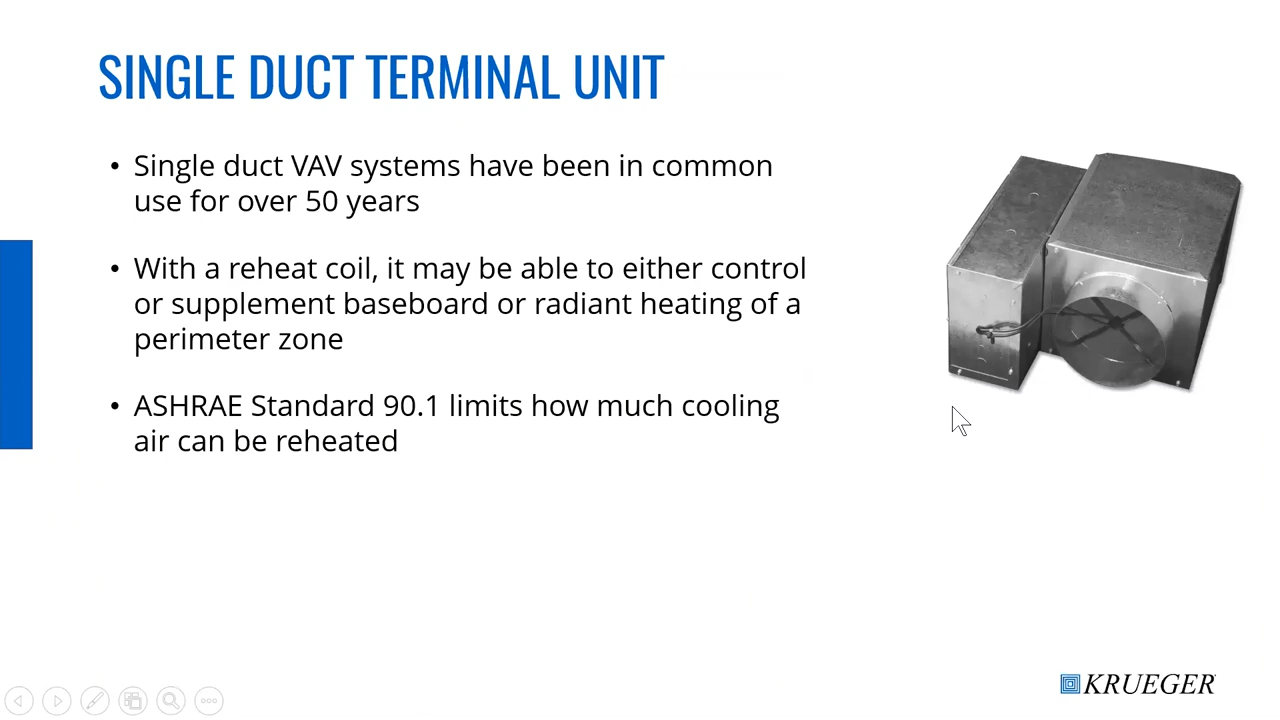 SINGLE DUCT TERMINAL UNIT
• Single duct VAV systems have been in common
use for over 50 years
• With a reheat coil, it may be able to either control
or supplement baseboard or radiant heating of a
perimeter zone
• ASHRAE Standard 90.1 limits how much cooling
air can be reheated
KRUEGER